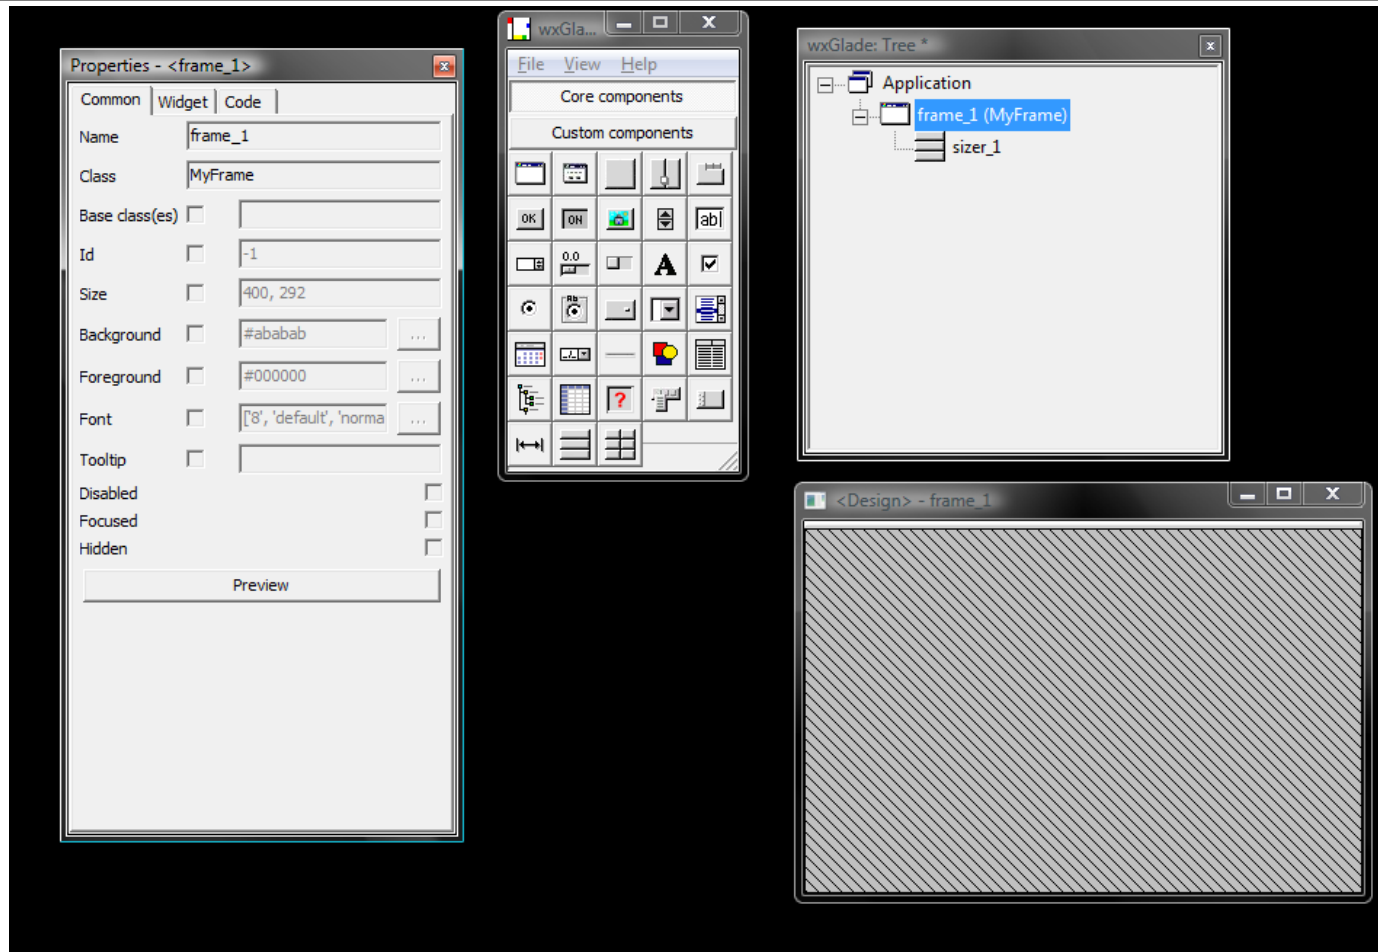 Properties - <frame_1>
Common Widget Code
Name frame_1
Class MyFrame
Base class(es)
Id -1
Size 400, 292
Background #ababab ...
Foreground #000000 ...
Font ['8', 'default', 'norma ...
Tooltip
Disabled
Focused
Hidden
Preview
wxGla...
File View Help
Core components
Custom components
OK ON ab|
0.0 A
Ab
?
wxGlade: Tree *
Application
frame_1 (MyFrame)
sizer_1
<Design> - frame_1